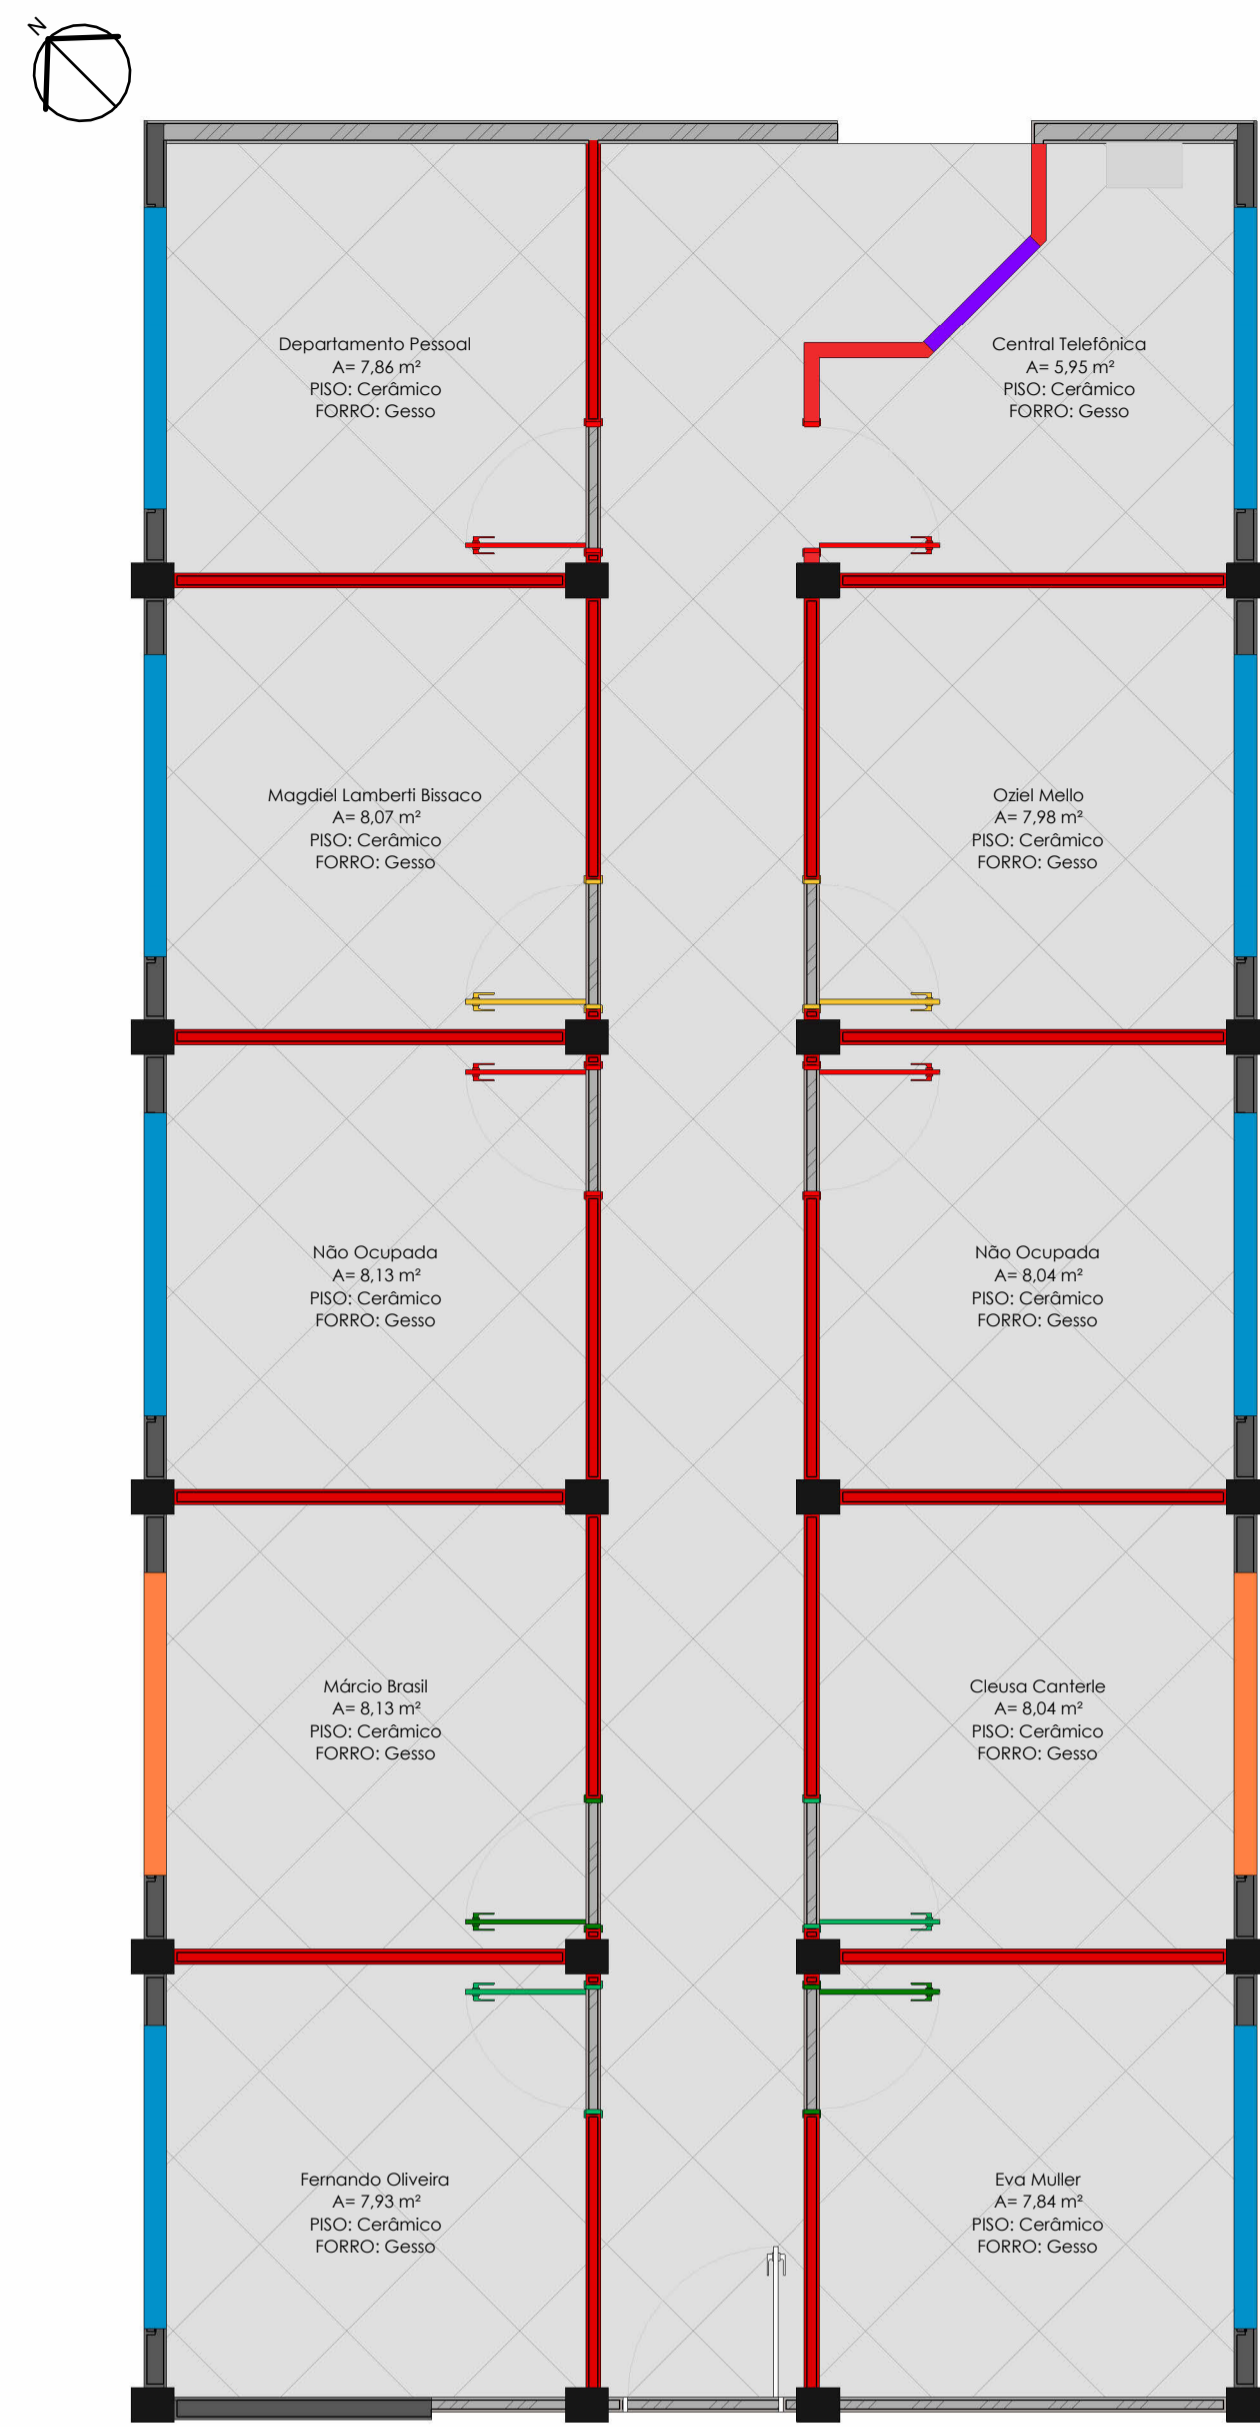 N
Departamento Pessoal
A= 7,86 m²
PISO: Cerâmico
FORRO: Gesso
Central Telefônica
A= 5,95 m²
PISO: Cerâmico
FORRO: Gesso
Magdiel Lamberti Bissaco
A= 8,07 m²
PISO: Cerâmico
FORRO: Gesso
Oziel Mello
A= 7,98 m²
PISO: Cerâmico
FORRO: Gesso
Não Ocupada
A= 8,13 m²
PISO: Cerâmico
FORRO: Gesso
Não Ocupada
A= 8,04 m²
PISO: Cerâmico
FORRO: Gesso
Márcio Brasil
A= 8,13 m²
PISO: Cerâmico
FORRO: Gesso
Cleusa Canterle
A= 8,04 m²
PISO: Cerâmico
FORRO: Gesso
Fernando Oliveira
A= 7,93 m²
PISO: Cerâmico
FORRO: Gesso
Eva Muller
A= 7,84 m²
PISO: Cerâmico
FORRO: Gesso